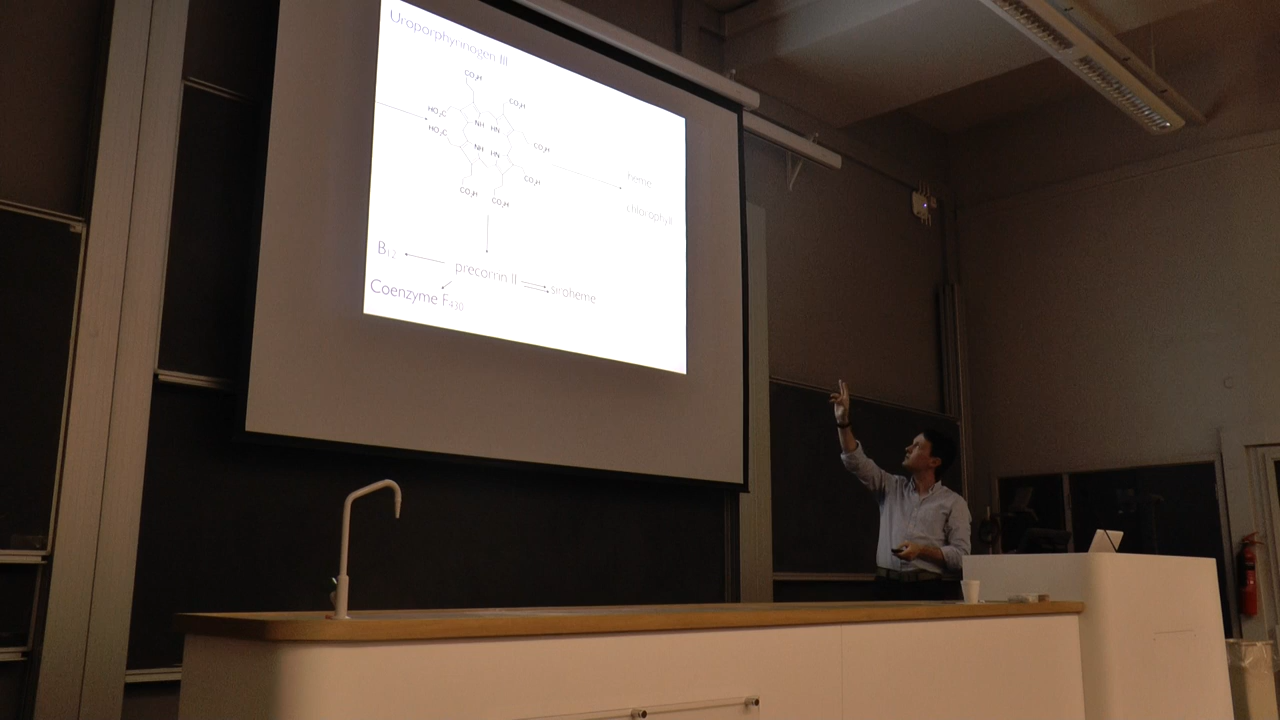 Uroporphyrinogen III
CO₂H
CO₂H
HO₂C
NH HN
HO₂C
CO₂H
NH HN
CO₂H
heme
CO₂H
CO₂H
chlorophyll
B₁₂
precorrin II
siroheme
Coenzyme F₄₃₀